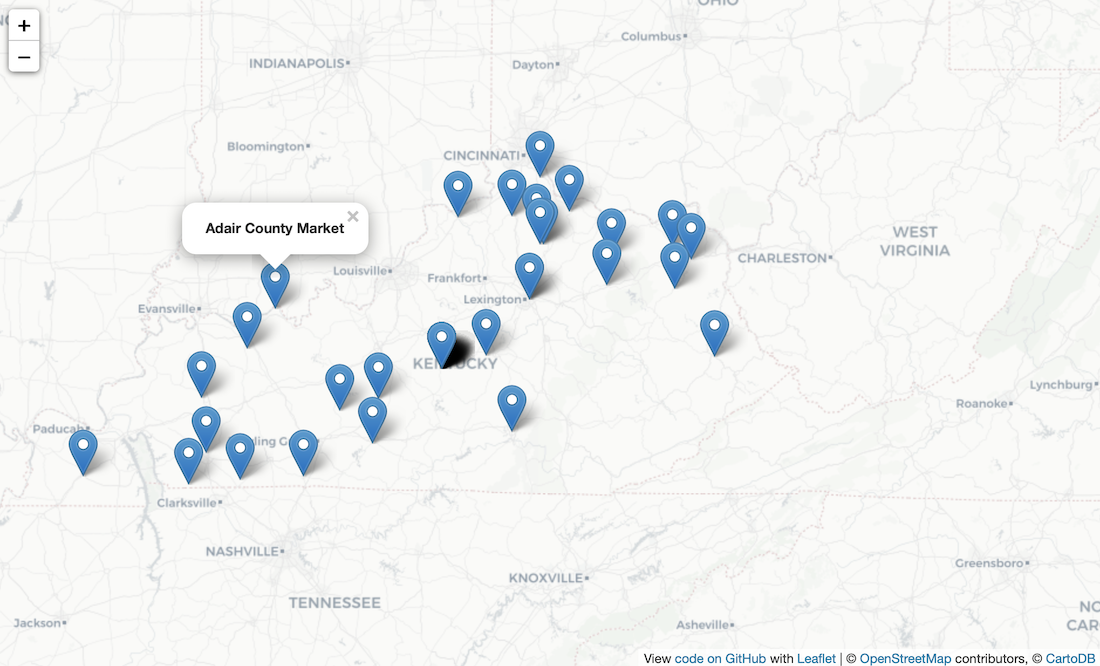 +
−
OHIO
Columbus
INDIANAPOLIS
Dayton
Bloomington
CINCINNATI
Adair County Market
×
WEST
VIRGINIA
CHARLESTON
Louisville
Frankfort
Lexington
Evansville
KENTUCKY
Lynchburg
Roanoke
Paducah
ling G
Clarksville
NASHVILLE
Greensboro
KNOXVILLE
TENNESSEE
NO
CAR
Jackson
Asheville
View code on GitHub with Leaflet | © OpenStreetMap contributors, © CartoDB